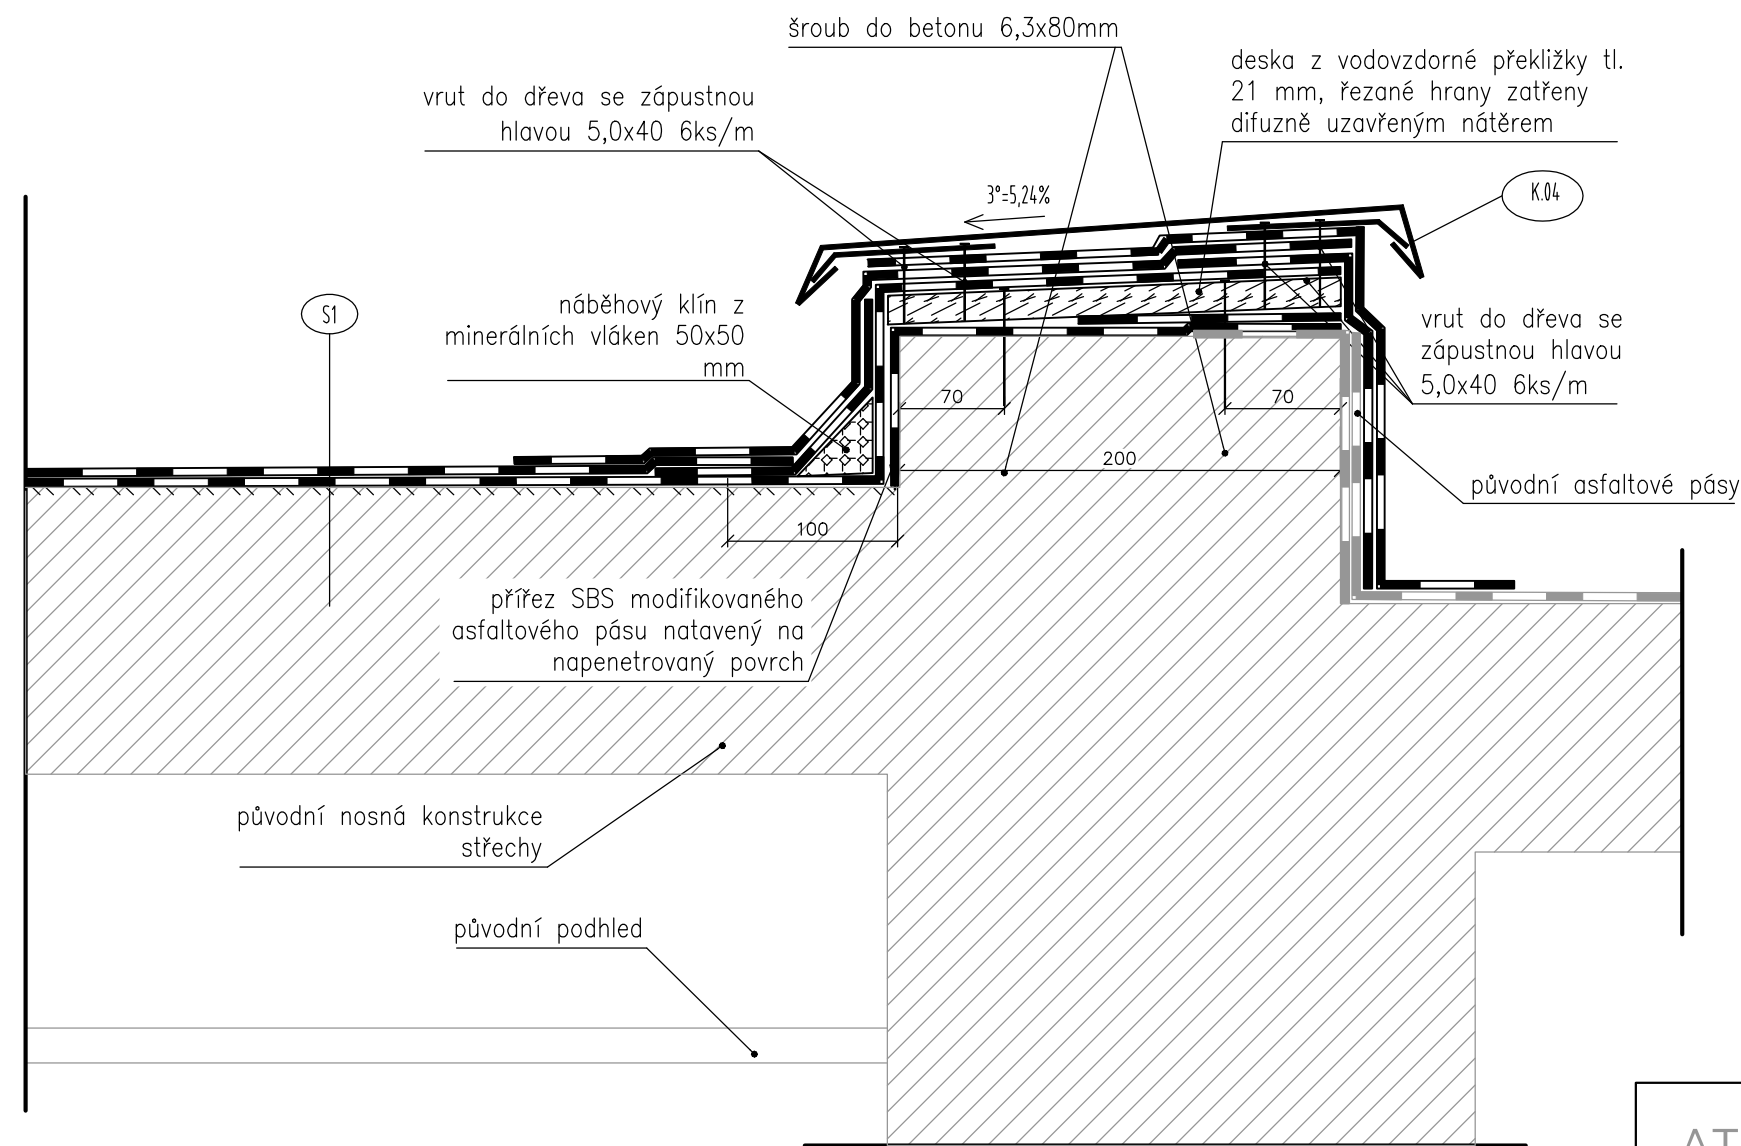 šroub do betonu 6,3x80mm
deska z vodovzdorné překližky tl.
21 mm, řezané hrany zatřeny
difuzně uzavřeným nátěrem
vrut do dřeva se zápustnou
hlavou 5,0x40 6ks/m
3°=5,24%
K.04
S1
náběhový klín z
minerálních vláken 50x50
mm
vrut do dřeva se
zápustnou hlavou
5,0x40 6ks/m
70
70
200
původní asfaltové pásy
100
přířez SBS modifikovaného
asfaltového pásu natavený na
napenetrovaný povrch
původní nosná konstrukce
střechy
původní podhled
AT